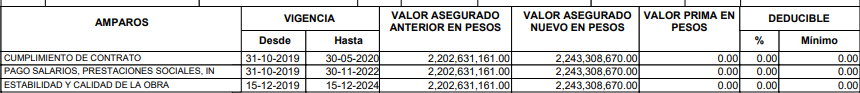 AMPAROS VIGENCIA VALOR ASEGURADO ANTERIOR EN PESOS VALOR ASEGURADO NUEVO EN PESOS VALOR PRIMA EN PESOS DEDUCIBLE
Desde Hasta % Mínimo
CUMPLIMIENTO DE CONTRATO 31-10-2019 30-05-2020 2,202,631,161.00 2,243,308,670.00 0.00 0.00 0.00
PAGO SALARIOS, PRESTACIONES SOCIALES, IN 31-10-2019 30-11-2022 2,202,631,161.00 2,243,308,670.00 0.00 0.00 0.00
ESTABILIDAD Y CALIDAD DE LA OBRA 15-12-2019 15-12-2024 2,202,631,161.00 2,243,308,670.00 0.00 0.00 0.00